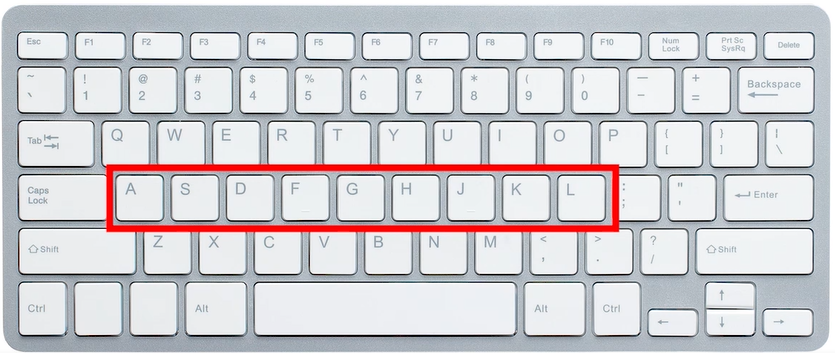 Esc F1 F2 F3 F4 F5 F6 F7 F8 F9 F10 Num Lock Prt Sc SysRq Delete
~ ` ! 1 @ 2 # 3 $ 4 % 5 ^ 6 & 7 * 8 ( 9 ) 0 — - + = Backspace ←
Tab Q W E R T Y U I O P { [ } ] | \
Caps Lock A S D F G H J K L : ; " ' ↵ Enter
⇧ Shift Z X C V B N M < , > . ? / ⇧ Shift
Ctrl Alt Alt Ctrl ← ↑ ↓ →